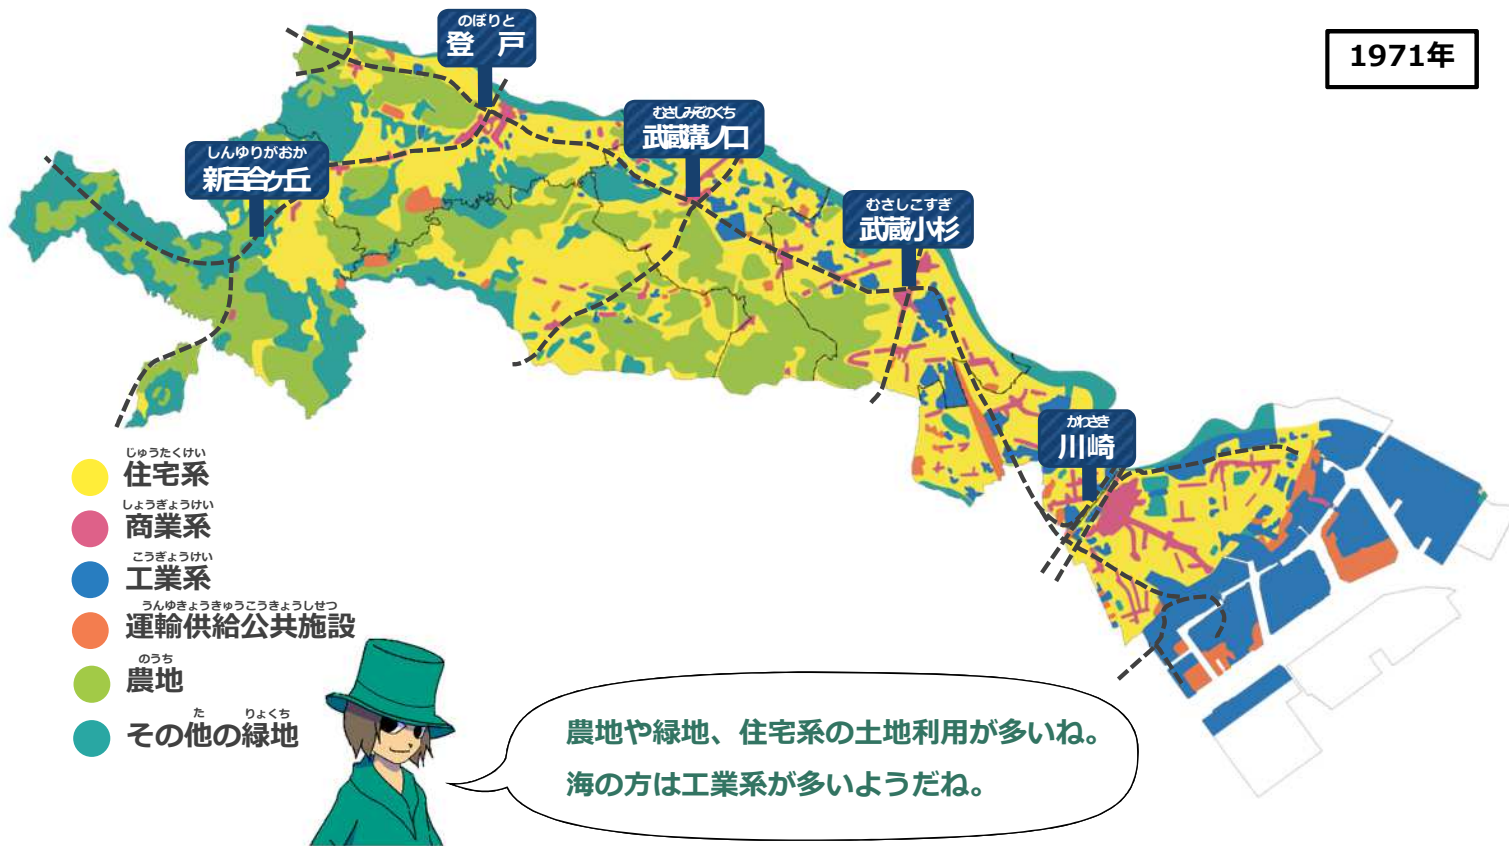 1971年
のぼりと
登戸
むさしみぞのくち
武蔵溝ノ口
しんゆりがおか
新百合ヶ丘
むさしこすぎ
武蔵小杉
かわさき
川崎
じゅうたくけい
住宅系
しょうぎょうけい
商業系
こうぎょうけい
工業系
うんゆきょうきゅうこうきょうしせつ
運輸供給公共施設
のうち
農地
た りょくち
その他の緑地
農地や緑地、住宅系の土地利用が多いね。
海の方は工業系が多いようだね。